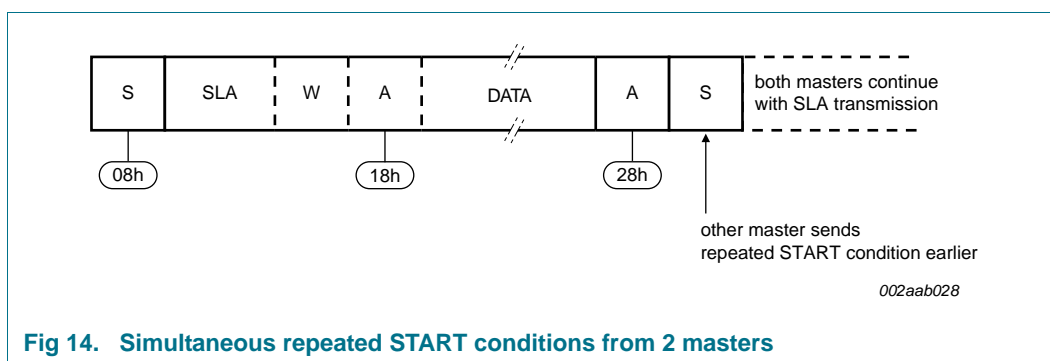 S SLA W A DATA A S
both masters continue
with SLA transmission
08h 18h 28h
other master sends
repeated START condition earlier
002aab028
Fig 14. Simultaneous repeated START conditions from 2 masters